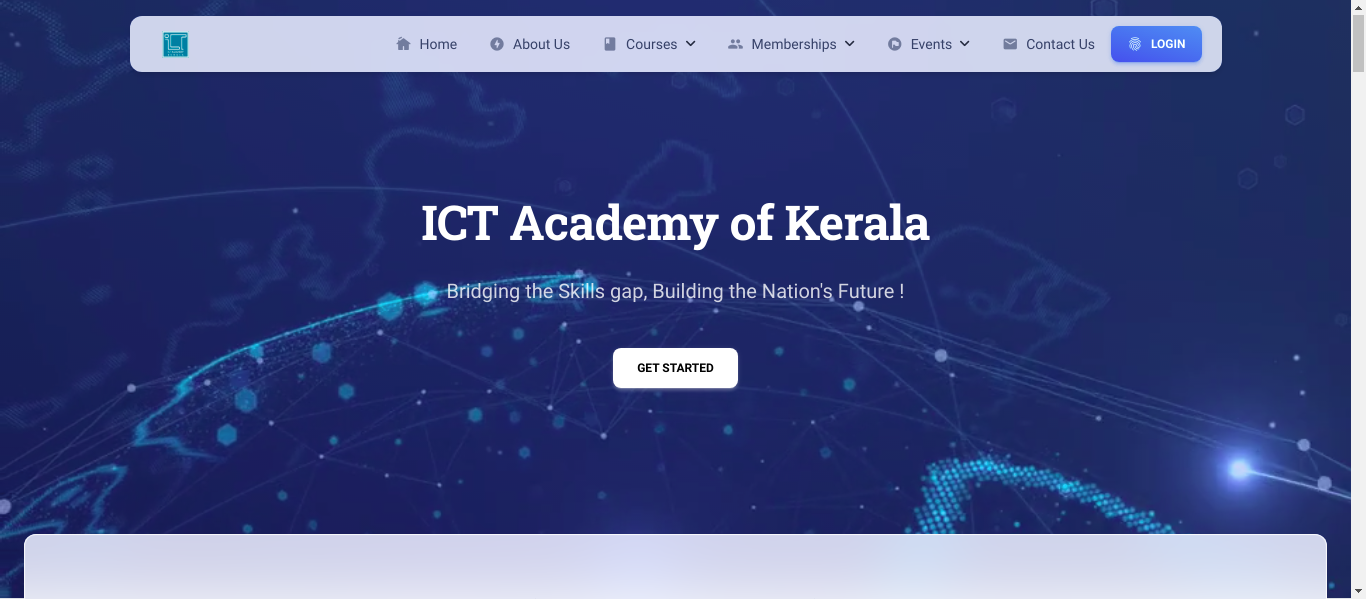 Home
About Us
Courses
Memberships
Events
Contact Us
LOGIN
ICT Academy of Kerala
Bridging the Skills gap, Building the Nation's Future !
GET STARTED